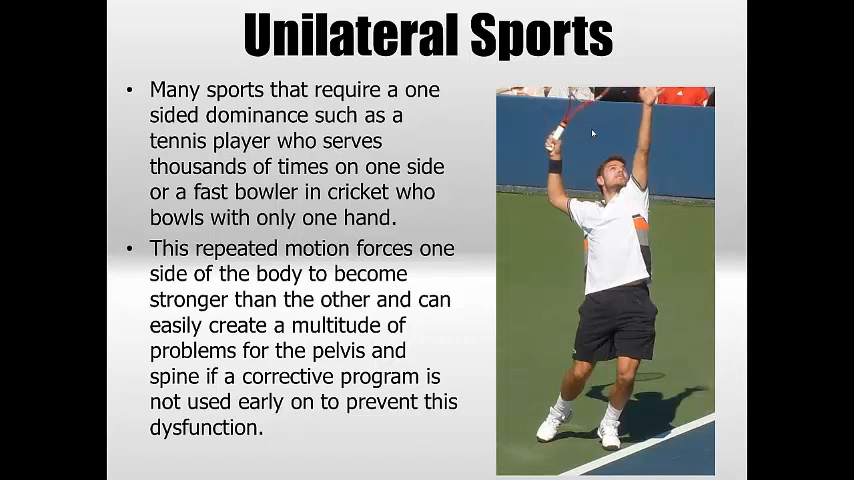 Unilateral Sports
• Many sports that require a one
sided dominance such as a
tennis player who serves
thousands of times on one side
or a fast bowler in cricket who
bowls with only one hand.
• This repeated motion forces one
side of the body to become
stronger than the other and can
easily create a multitude of
problems for the pelvis and
spine if a corrective program is
not used early on to prevent this
dysfunction.